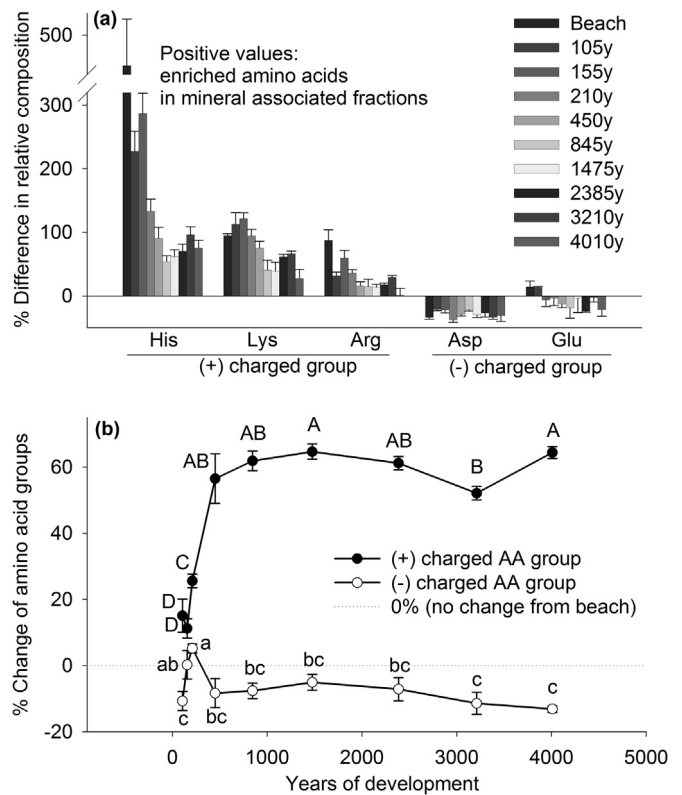 (a)
% Difference in relative composition
500
300
200
100
0
Positive values:
enriched amino acids
in mineral associated fractions
Beach
105y
155y
210y
450y
845y
1475y
2385y
3210y
4010y
His Lys Arg Asp Glu
(+) charged group (-) charged group
(b)
% Change of amino acid groups
60
40
20
0
-20
D
D
C
AB
AB
A
AB
B
A
(+) charged AA group
(-) charged AA group
0% (no change from beach)
c
ab
a
bc
bc
bc
bc
c
c
0 1000 2000 3000 4000 5000
Years of development